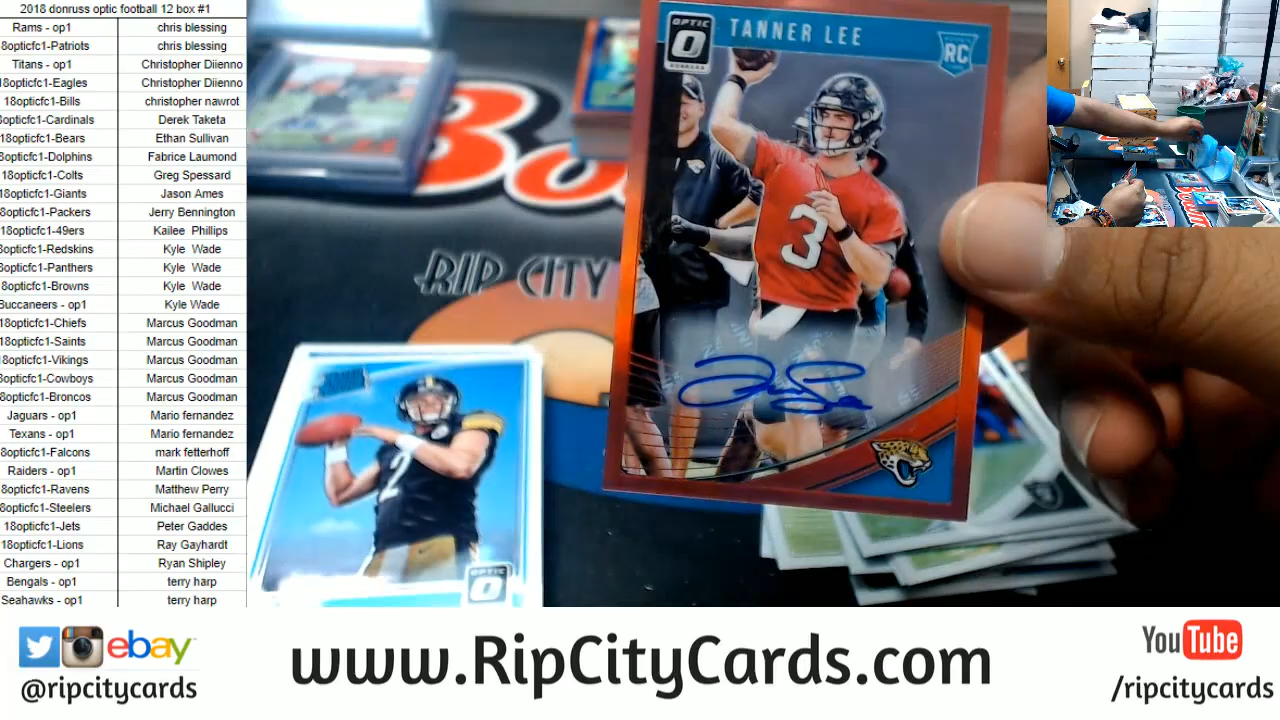 2018 donruss optic football 12 box #1
Rams - op1 chris blessing
8opticfc1-Patriots chris blessing
Titans - op1 Christopher Diienno
18opticfc1-Eagles Christopher Diienno
18opticfc1-Bills christopher nawrot
8opticfc1-Cardinals Derek Taketa
18opticfc1-Bears Ethan Sullivan
8opticfc1-Dolphins Fabrice Laumond
18opticfc1-Colts Greg Spessard
18opticfc1-Giants Jason Ames
8opticfc1-Packers Jerry Bennington
18opticfc1-49ers Kailee Phillips
8opticfc1-Redskins Kyle Wade
8opticfc1-Panthers Kyle Wade
8opticfc1-Browns Kyle Wade
Buccaneers - op1 Kyle Wade
18opticfc1-Chiefs Marcus Goodman
18opticfc1-Saints Marcus Goodman
18opticfc1-Vikings Marcus Goodman
8opticfc1-Cowboys Marcus Goodman
8opticfc1-Broncos Marcus Goodman
Jaguars - op1 Mario fernandez
Texans - op1 Mario fernandez
8opticfc1-Falcons mark fetterhoff
Raiders - op1 Martin Clowes
8opticfc1-Ravens Matthew Perry
8opticfc1-Steelers Michael Gallucci
18opticfc1-Jets Peter Gaddes
18opticfc1-Lions Ray Gayhardt
Chargers - op1 Ryan Shipley
Bengals - op1 terry harp
Seahawks - op1 terry harp
OPTIC
DONRUSS
TANNER LEE
RC
3
RIP CITY
2
OPTIC
ebay
@ripcitycards
www.RipCityCards.com
YouTube
/ripcitycards